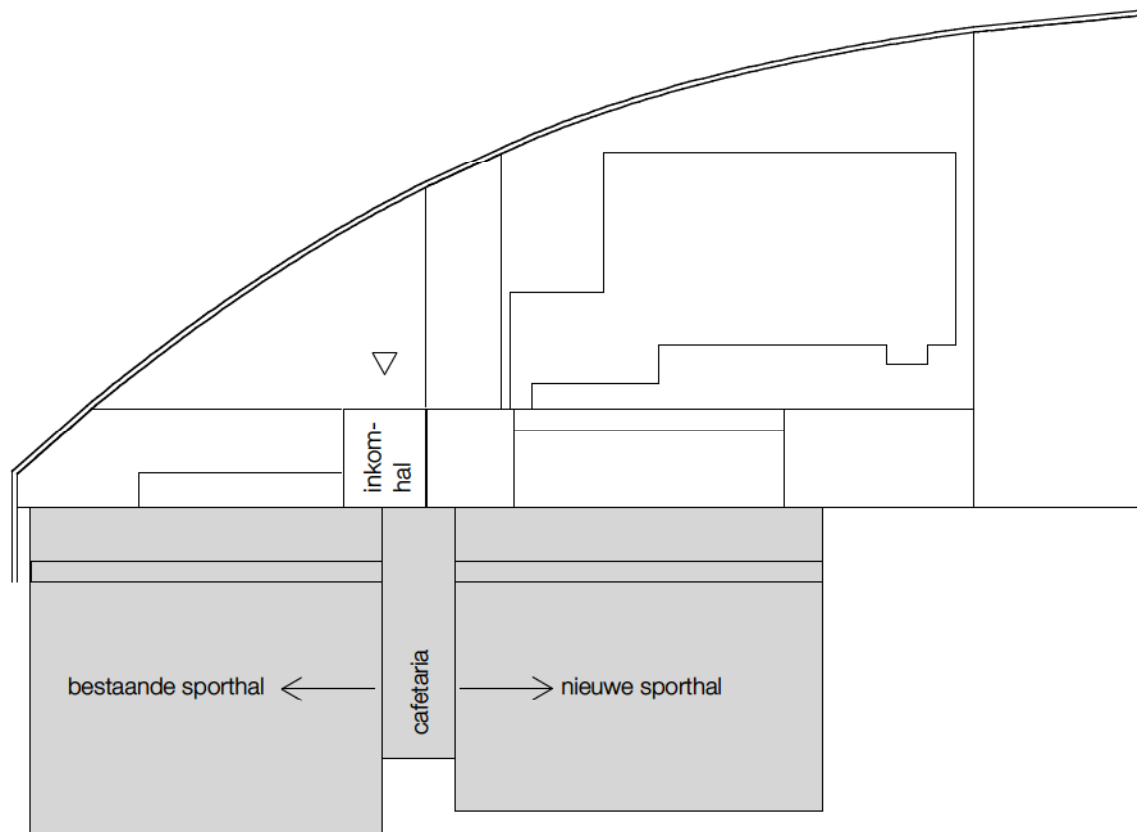 inkom-
hal
bestaande sporthal
cafetaria
nieuwe sporthal